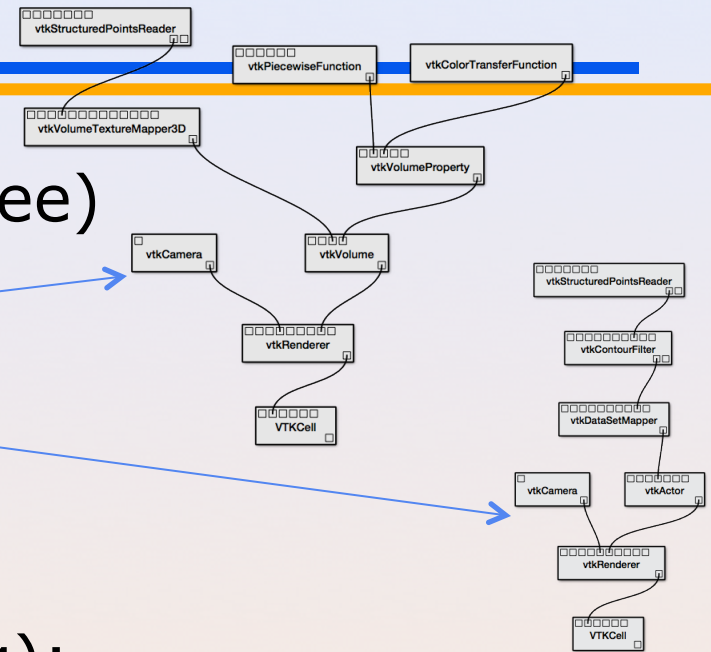 vtkStructuredPointsReader
vtkPiecewiseFunction
vtkColorTransferFunction
vtkVolumeTextureMapper3D
vtkVolumeProperty
ee)
vtkCamera
vtkVolume
vtkRenderer
VTKCell
vtkStructuredPointsReader
vtkContourFilter
vtkDataSetMapper
vtkCamera
vtkActor
vtkRenderer
VTKCell